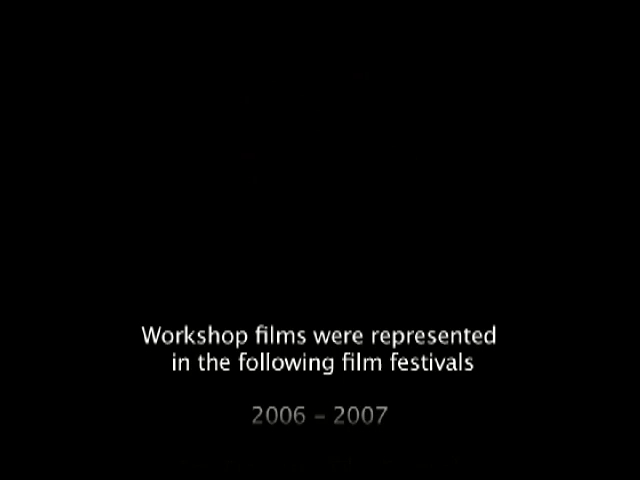 Workshop films were represented
in the following film festivals
2006 – 2007